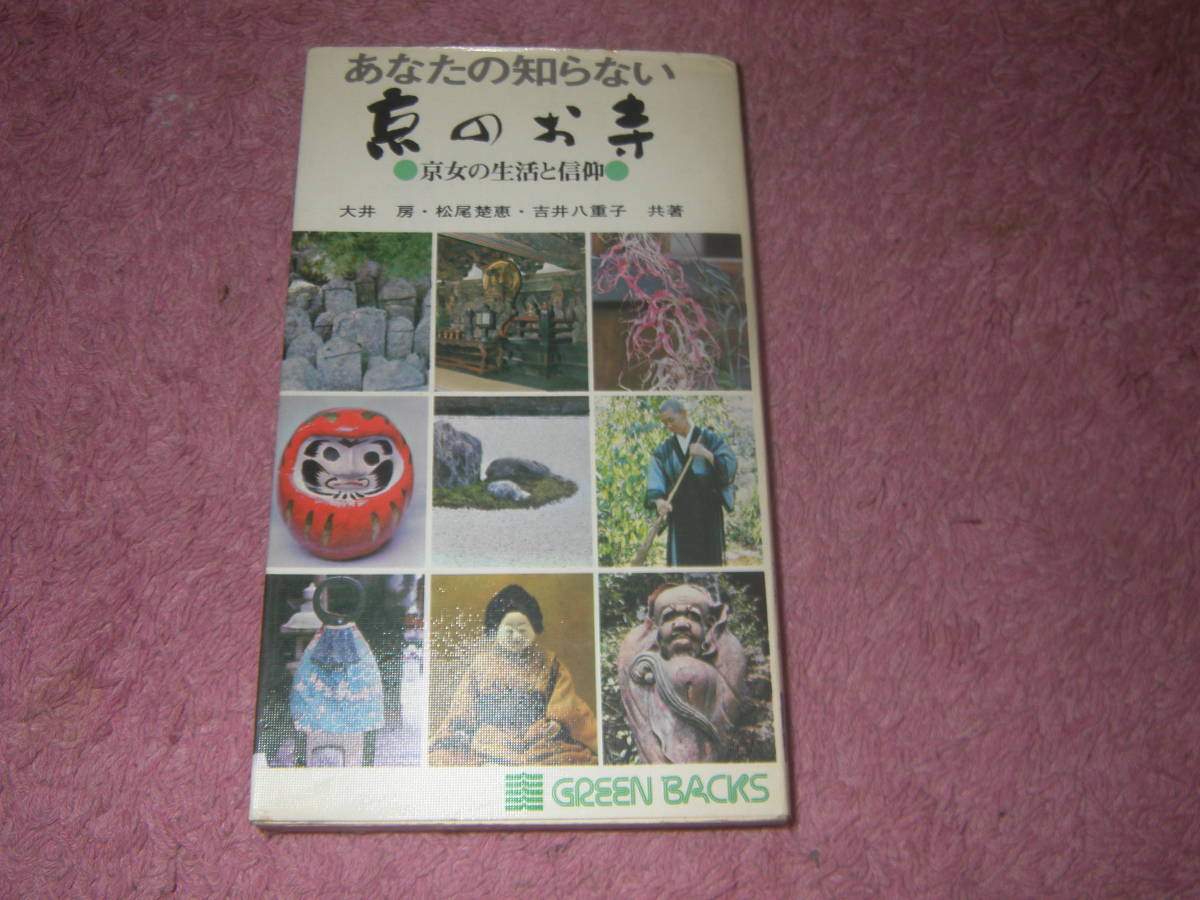 あなたの知らない
京のお寺
●京女の生活と信仰●
大井 房・松尾楚恵・吉井八重子 共著
GREEN BACKS